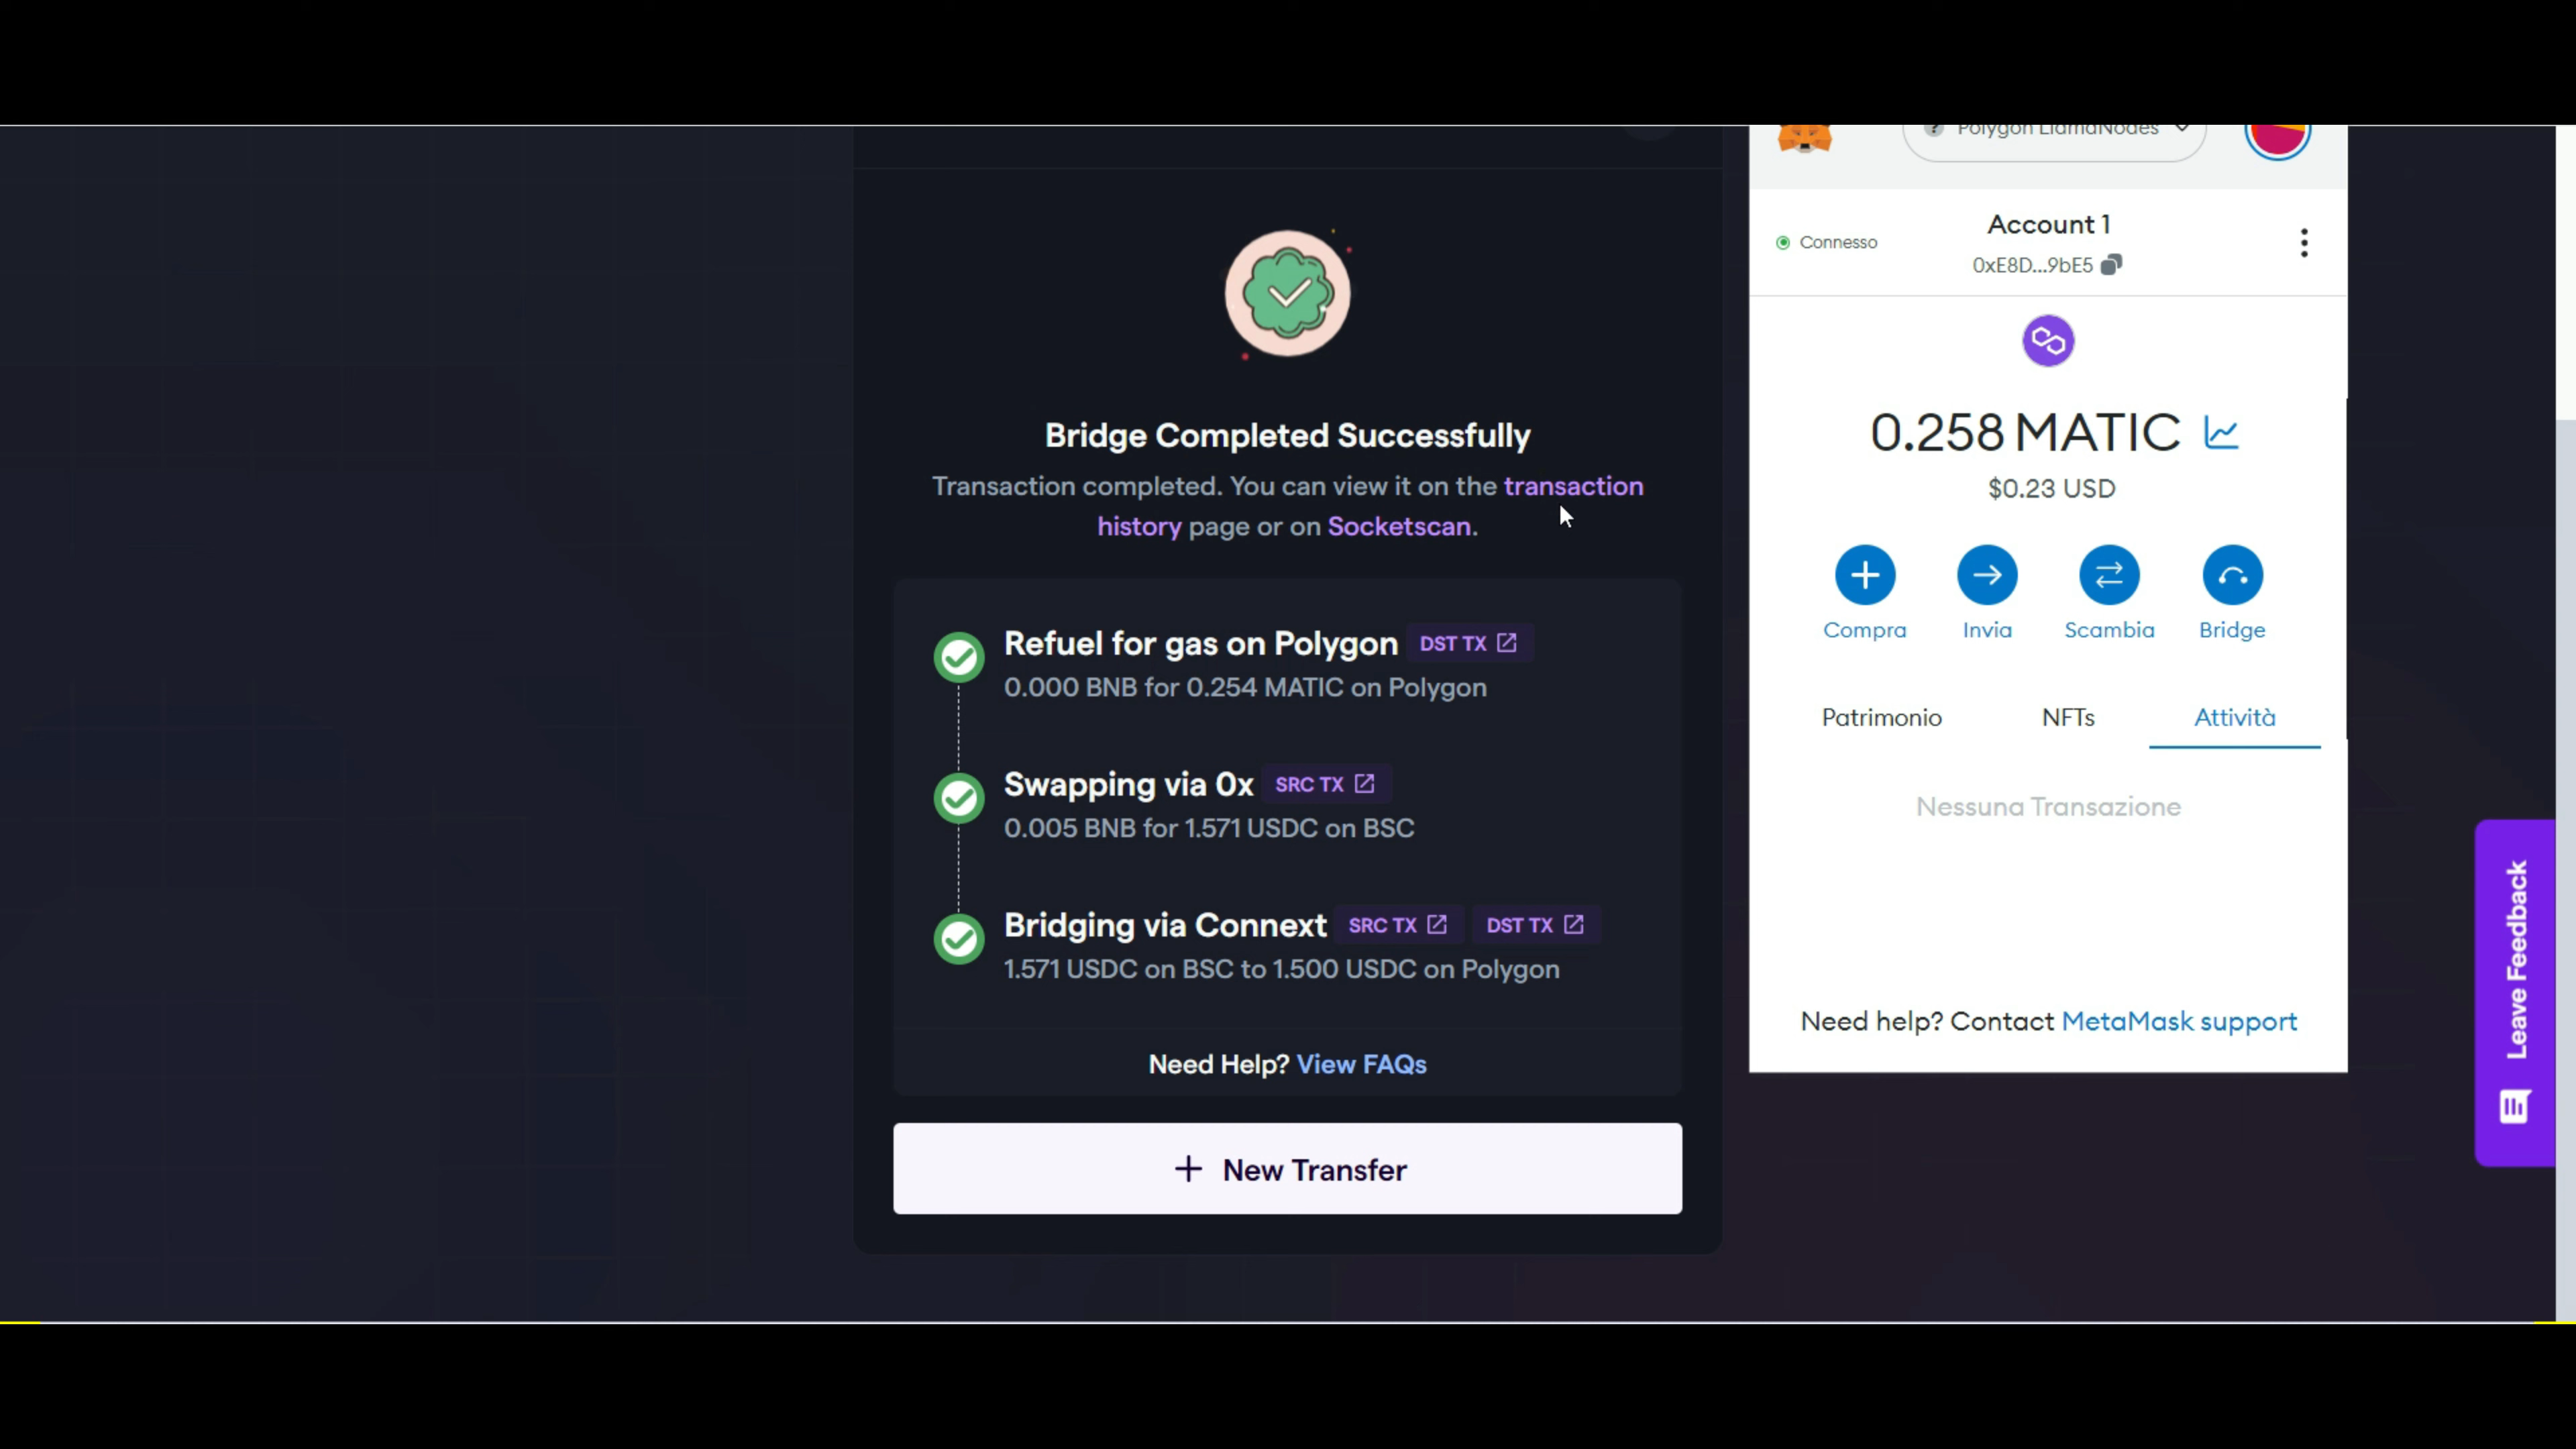 Bridge Completed Successfully
Transaction completed. You can view it on the transaction
history page or on Socketscan.
Refuel for gas on Polygon DST TX
0.000 BNB for 0.254 MATIC on Polygon
Swapping via 0x SRC TX
0.005 BNB for 1.571 USDC on BSC
Bridging via Connext SRC TX DST TX
1.571 USDC on BSC to 1.500 USDC on Polygon
Need Help? View FAQs
+ New Transfer
Polygon LlamaNodes
Connesso
Account 1
0xE8D...9bE5
0.258 MATIC
$0.23 USD
Compra Invia Scambia Bridge
Patrimonio NFTs Attività
Nessuna Transazione
Need help? Contact MetaMask support
Leave Feedback